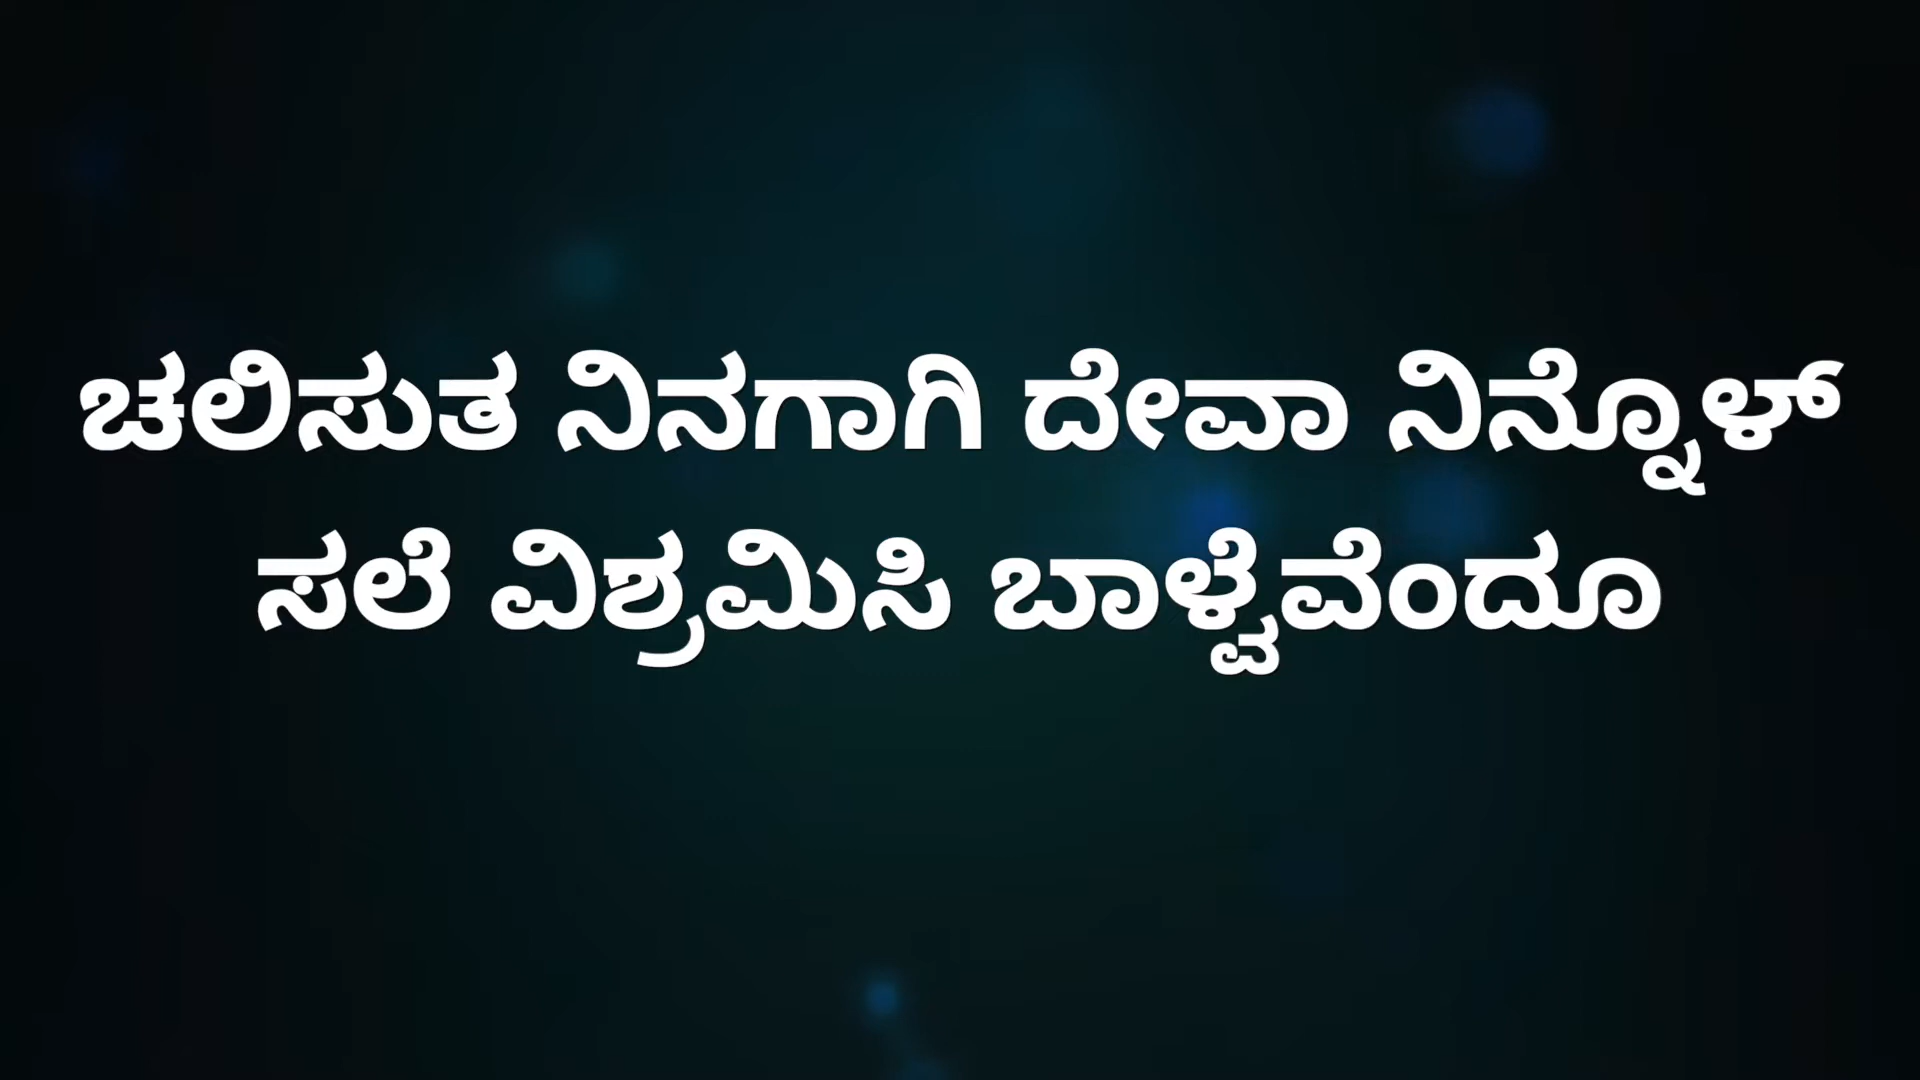 ಚಲಿಸುತ ನಿನಗಾಗಿ ದೇವಾ ನಿನ್ನೊಳ್
ಸಲೆ ವಿಶ್ರಮಿಸಿ ಬಾಳ್ವೆವೆಂದೂ